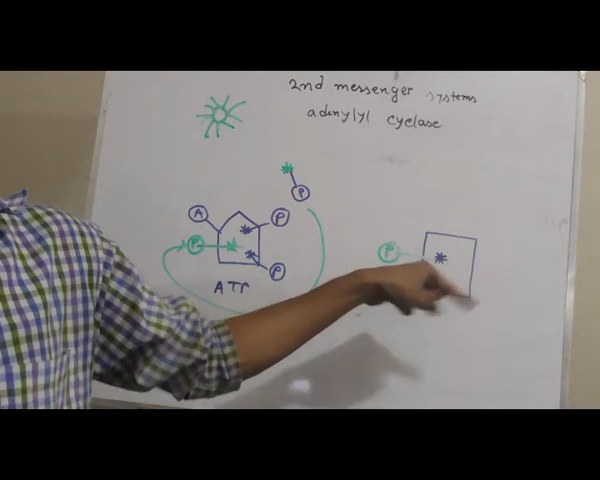 2nd messenger systems
adenylyl cyclase
P
A
P
P
P
P
ATP